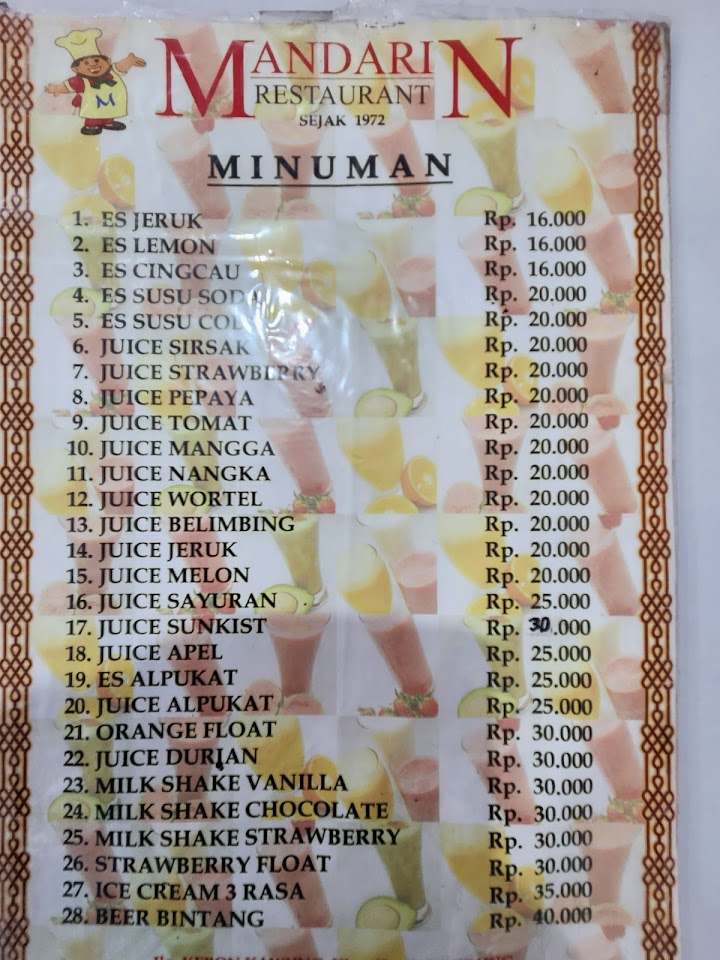 MANDARIN
RESTAURANT
SEJAK 1972
M
MINUMAN
1. ES JERUK Rp. 16.000
2. ES LEMON Rp. 16.000
3. ES CINGCAU Rp. 16.000
4. ES SUSU SODA Rp. 20.000
5. ES SUSU COLA Rp. 20.000
6. JUICE SIRSAK Rp. 20.000
7. JUICE STRAWBERRY Rp. 20.000
8. JUICE PEPAYA Rp. 20.000
9. JUICE TOMAT Rp. 20.000
10. JUICE MANGGA Rp. 20.000
11. JUICE NANGKA Rp. 20.000
12. JUICE WORTEL Rp. 20.000
13. JUICE BELIMBING Rp. 20.000
14. JUICE JERUK Rp. 20.000
15. JUICE MELON Rp. 20.000
16. JUICE SAYURAN Rp. 25.000
17. JUICE SUNKIST Rp. 30.000
18. JUICE APEL Rp. 25.000
19. ES ALPUKAT Rp. 25.000
20. JUICE ALPUKAT Rp. 25.000
21. ORANGE FLOAT Rp. 30.000
22. JUICE DURIAN Rp. 30.000
23. MILK SHAKE VANILLA Rp. 30.000
24. MILK SHAKE CHOCOLATE Rp. 30.000
25. MILK SHAKE STRAWBERRY Rp. 30.000
26. STRAWBERRY FLOAT Rp. 30.000
27. ICE CREAM 3 RASA Rp. 35.000
28. BEER BINTANG Rp. 40.000